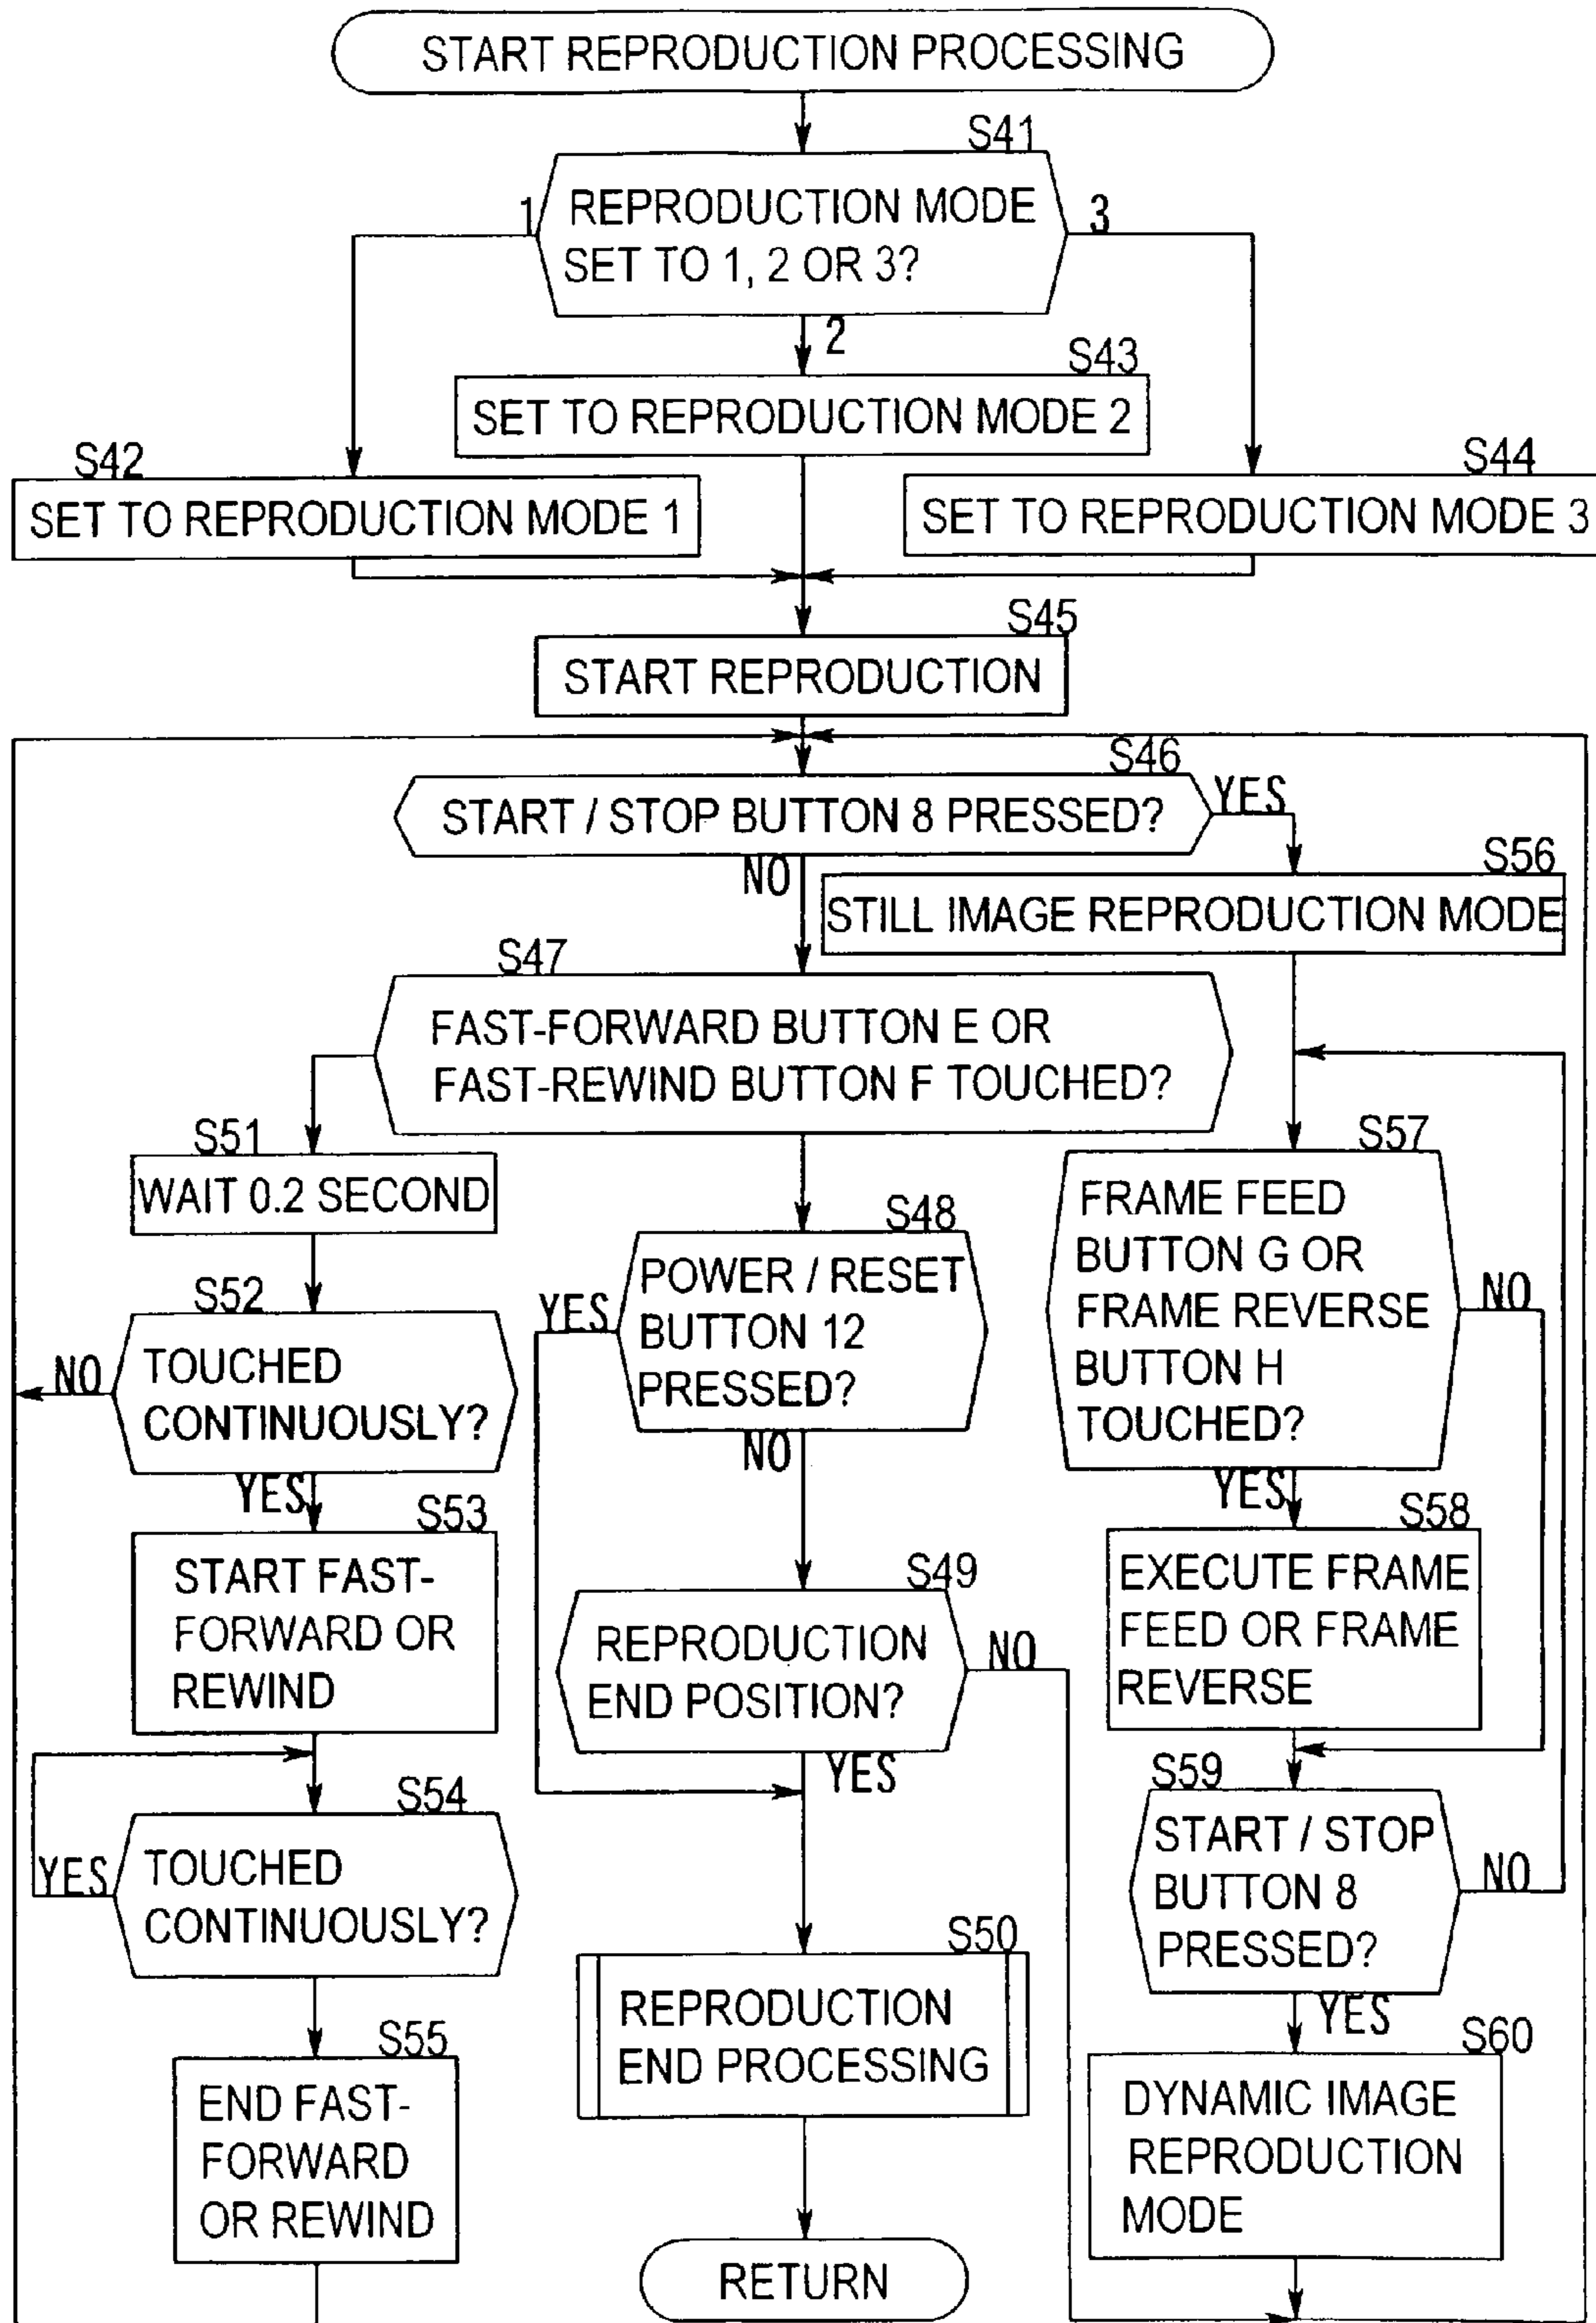 START REPRODUCTION PROCESSING
S41
REPRODUCTION MODE
SET TO 1, 2 OR 3?
1
3
2
S43
SET TO REPRODUCTION MODE 2
S42
SET TO REPRODUCTION MODE 1
S44
SET TO REPRODUCTION MODE 3
S45
START REPRODUCTION
S46
START / STOP BUTTON 8 PRESSED?
YES
NO
S56
STILL IMAGE REPRODUCTION MODE
S47
FAST-FORWARD BUTTON E OR
FAST-REWIND BUTTON F TOUCHED?
S51
WAIT 0.2 SECOND
S52
TOUCHED
CONTINUOUSLY?
NO
YES
S53
START FAST-
FORWARD OR
REWIND
S54
TOUCHED
CONTINUOUSLY?
YES
S55
END FAST-
FORWARD
OR REWIND
S48
POWER / RESET
BUTTON 12
PRESSED?
YES
NO
S49
REPRODUCTION
END POSITION?
NO
YES
S50
REPRODUCTION
END PROCESSING
RETURN
S57
FRAME FEED
BUTTON G OR
FRAME REVERSE
BUTTON H
TOUCHED?
NO
YES
S58
EXECUTE FRAME
FEED OR FRAME
REVERSE
S59
START / STOP
BUTTON 8
PRESSED?
NO
YES
S60
DYNAMIC IMAGE
REPRODUCTION
MODE